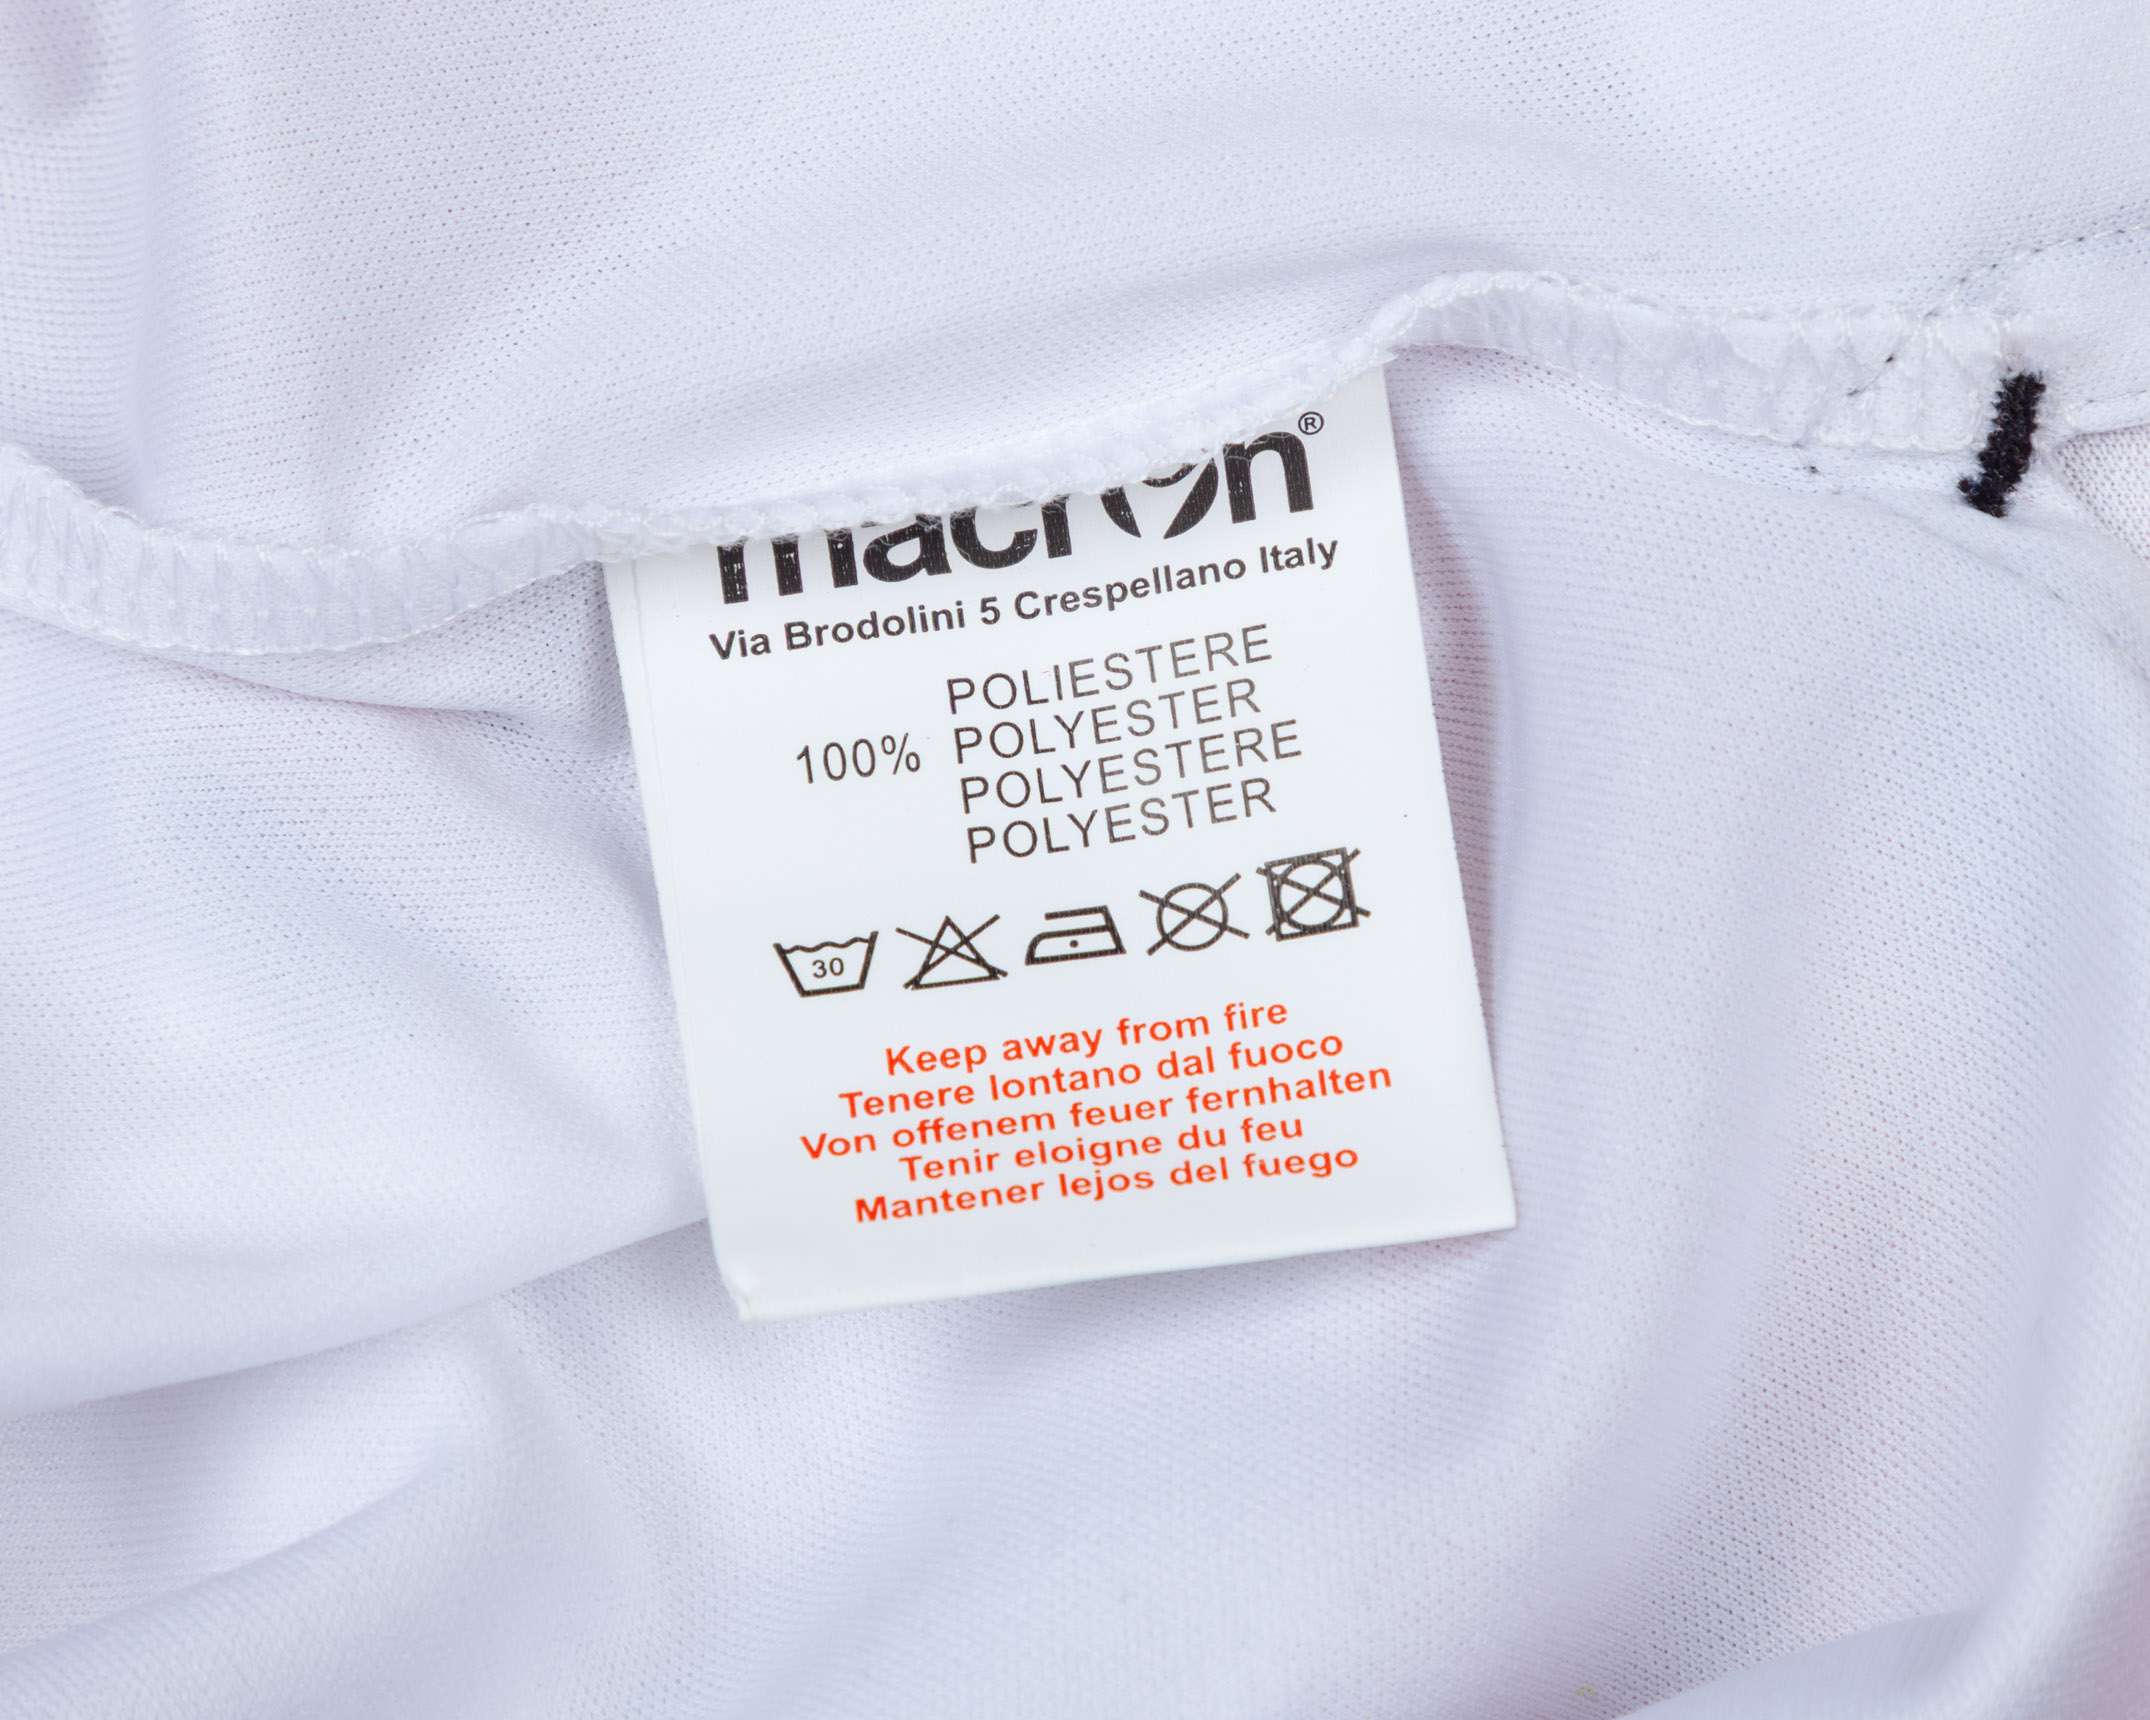 macron®
Via Brodolini 5 Crespellano Italy
POLIESTERE
100% POLYESTER
POLYESTERE
POLYESTER
30
Keep away from fire
Tenere lontano dal fuoco
Von offenem feuer fernhalten
Tenir eloigne du feu
Mantener lejos del fuego